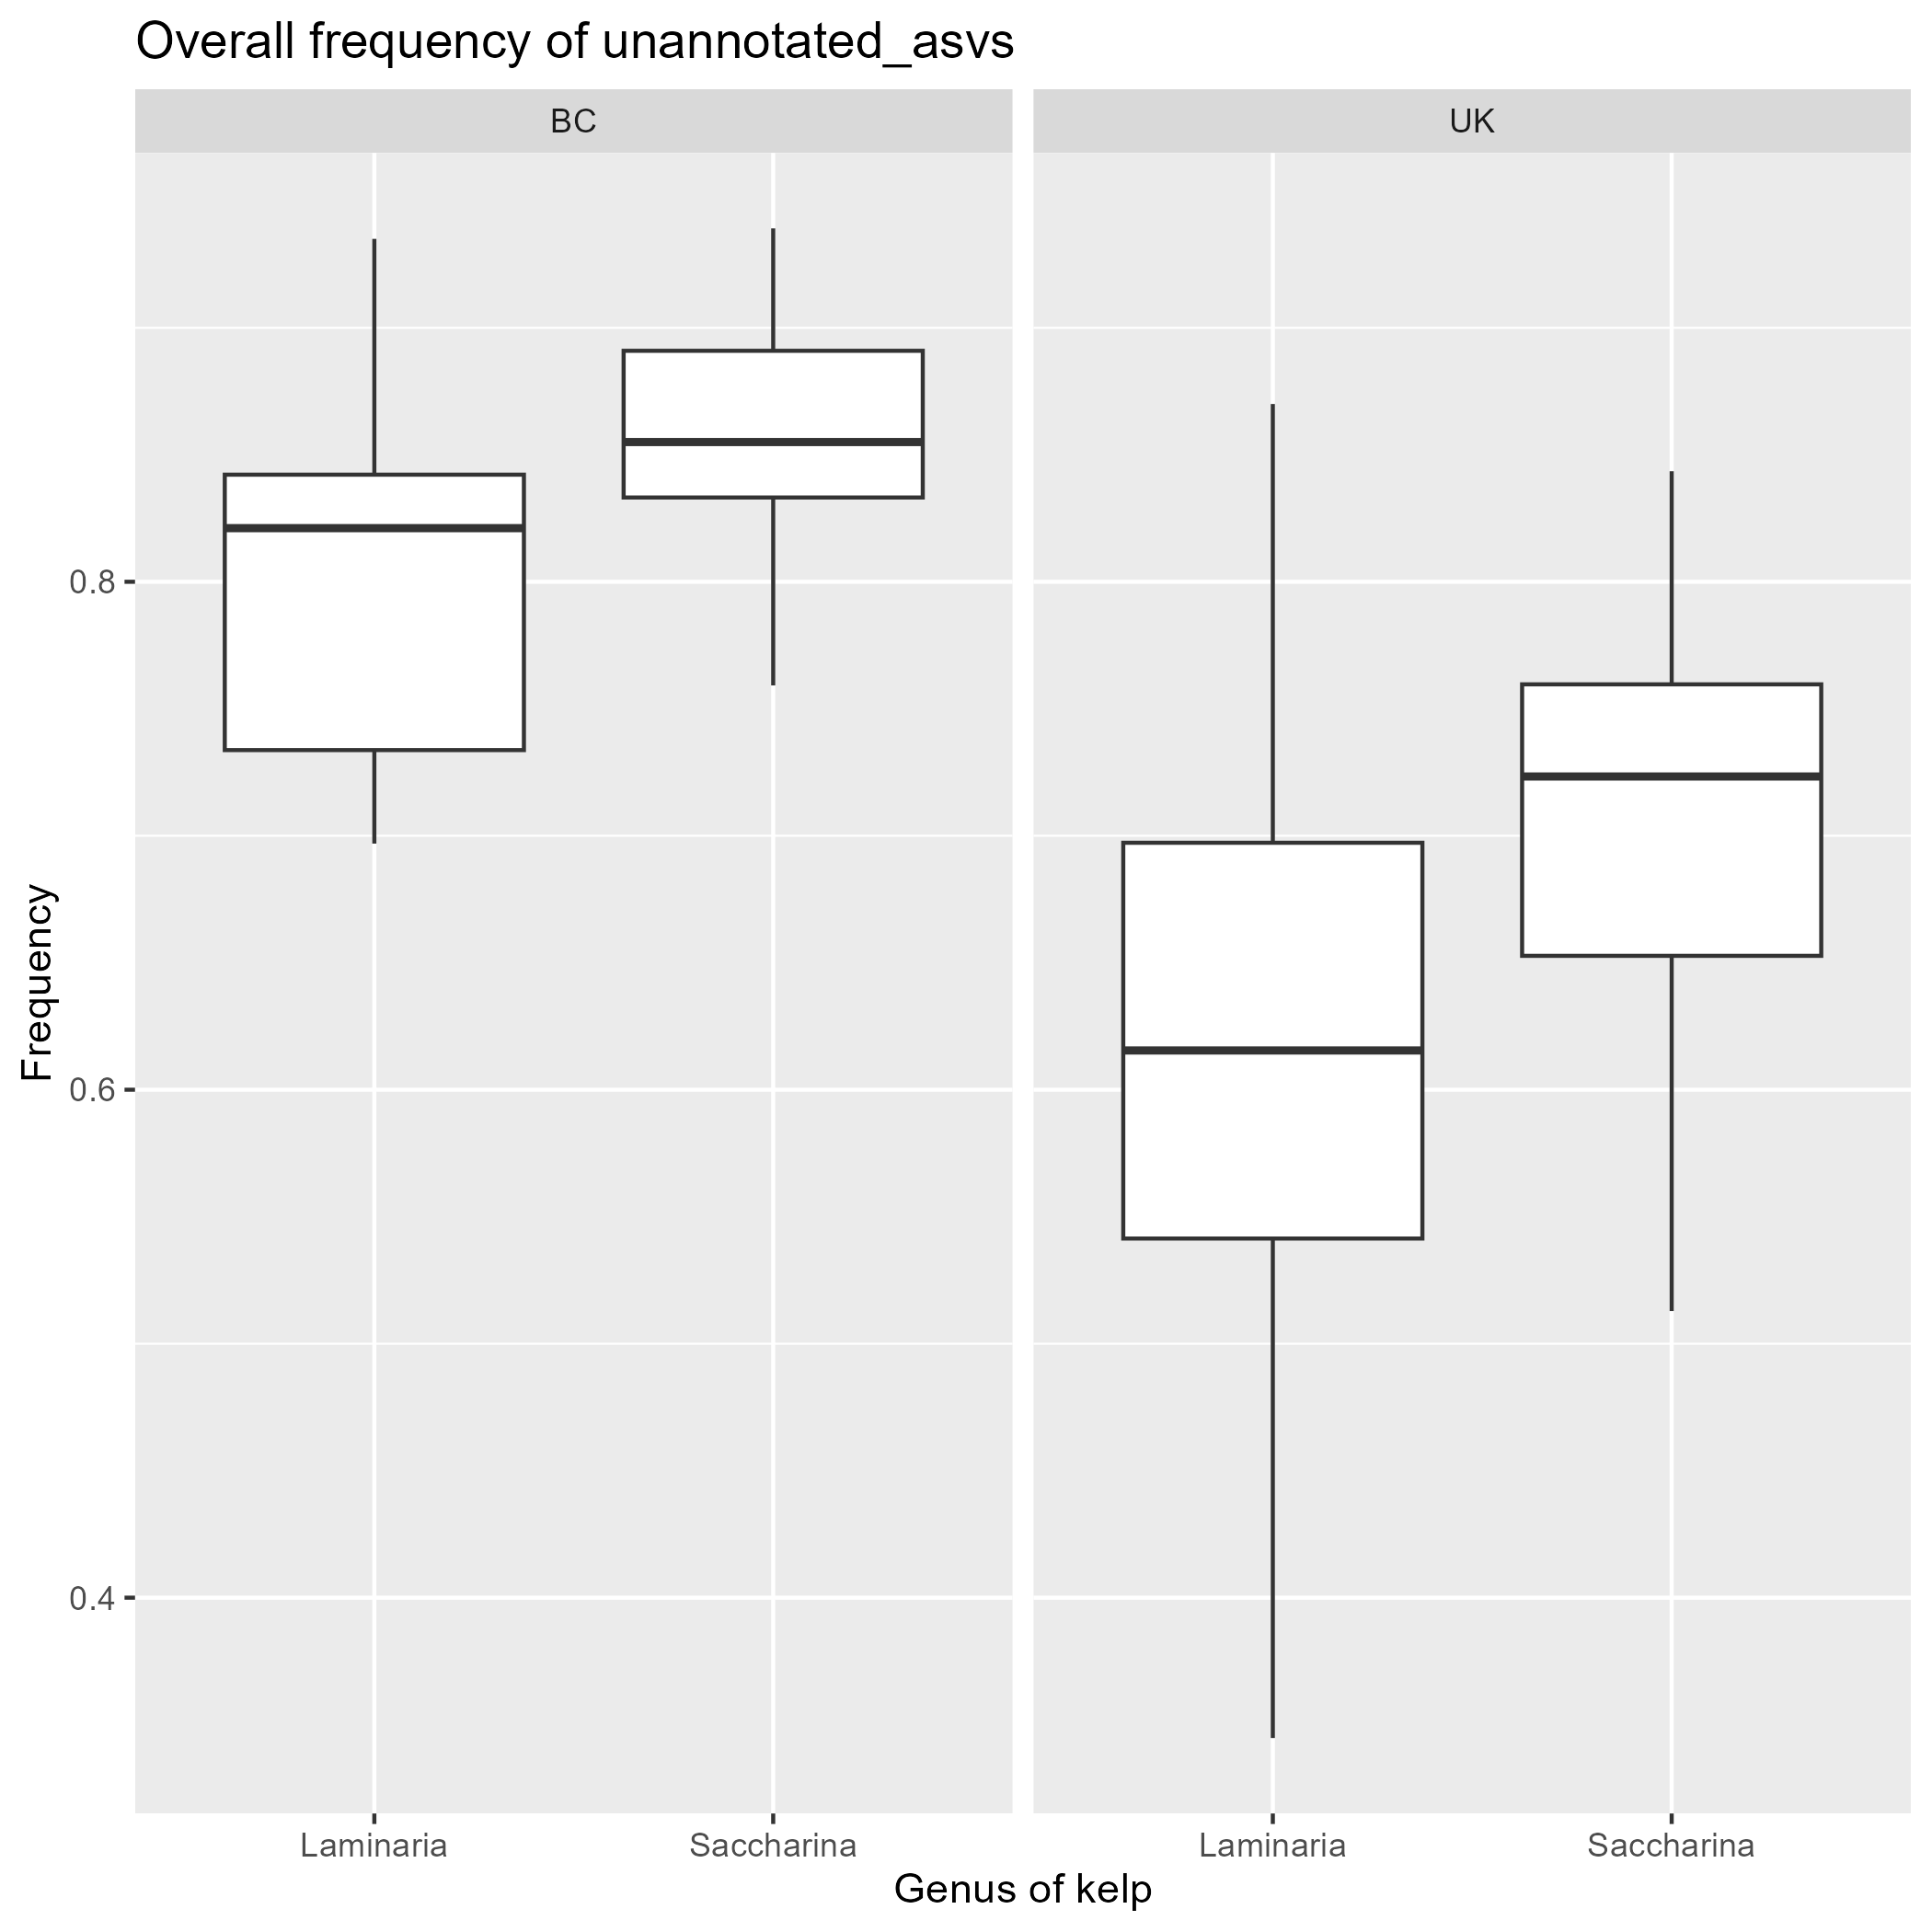 Overall frequency of unannotated_asvs
BC
UK
Frequency
0.8
0.6
0.4
Laminaria
Saccharina
Laminaria
Saccharina
Genus of kelp